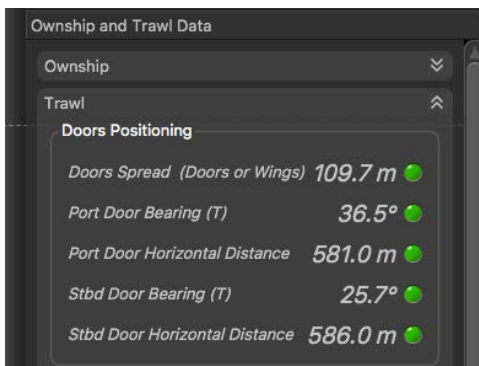 Ownship and Trawl Data
Ownship
Trawl
Doors Positioning
Doors Spread (Doors or Wings) 109.7 m
Port Door Bearing (T) 36.5°
Port Door Horizontal Distance 581.0 m
Stbd Door Bearing (T) 25.7°
Stbd Door Horizontal Distance 586.0 m